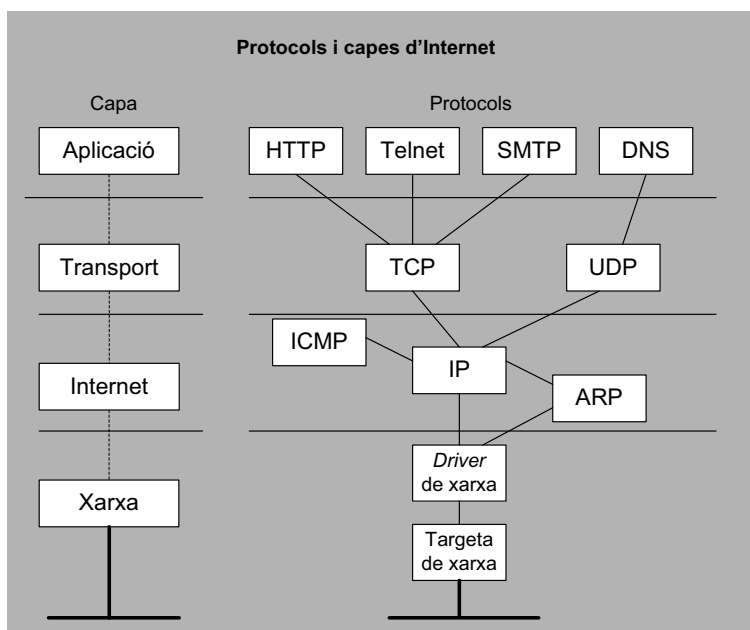 Protocols i capes d’Internet
Capa
Protocols
Aplicació
HTTP
Telnet
SMTP
DNS
Transport
TCP
UDP
ICMP
IP
Internet
ARP
Driver
de xarxa
Xarxa
Targeta
de xarxa